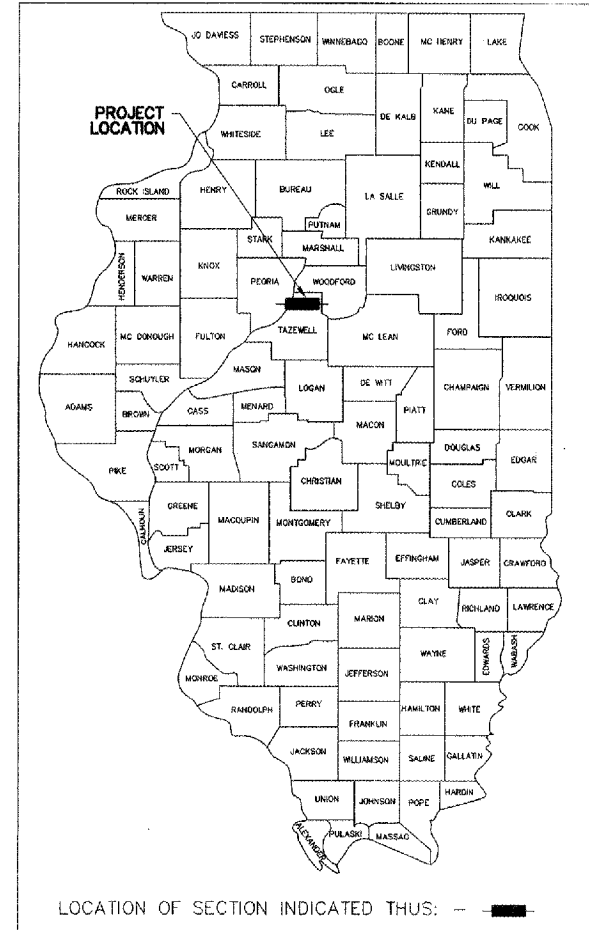 JO DAVIESS STEPHENSON WINNEBAGO BOONE MC HENRY LAKE
CARROLL OGLE
PROJECT
LOCATION
DE KALB KANE DU PAGE COOK
WHITESIDE LEE
KENDALL WILL
ROCK ISLAND HENRY BUREAU LA SALLE GRUNDY
MERCER PUTNAM
STARK MARSHALL KANKAKEE
HENDERSON WARREN KNOX PEORIA WOODFORD LIVINGSTON IROQUOIS
HANCOCK MC DONOUGH FULTON TAZEWELL MC LEAN FORD
MASON
SCHUYLER LOGAN DE WITT CHAMPAIGN VERMILION
ADAMS BROWN CASS MENARD MACON PIATT
MORGAN SANGAMON DOUGLAS EDGAR
PIKE SCOTT CHRISTIAN MOULTRIE COLES
GREENE SHELBY
CALHOUN MACOUPIN MONTGOMERY CUMBERLAND CLARK
JERSEY FAYETTE EFFINGHAM JASPER CRAWFORD
MADISON BOND
CLAY RICHLAND LAWRENCE
CLINTON MARION
ST. CLAIR WAYNE EDWARDS WABASH
WASHINGTON JEFFERSON
MONROE
RANDOLPH PERRY HAMILTON WHITE
FRANKLIN
JACKSON WILLIAMSON SALINE GALLATIN
UNION JOHNSON POPE HARDIN
ALEXANDER PULASKI MASSAC
LOCATION OF SECTION INDICATED THUS: –